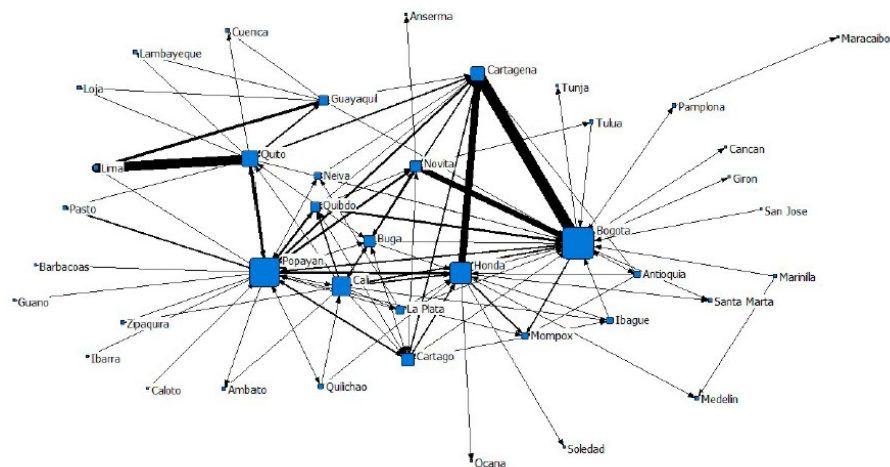 Anserma
Cuenca
Maracaibo
Lambayeque
Cartagena
Loja
Guayaquil
Tunja
Pamplona
Tulua
Cancan
Quito
Novita
Lima
Neiva
Giron
Pasto
Quibdo
San Jose
Buga
Bogota
Popayan
Honda
Barbacoas
Cali
Antioquia
Marinila
Guano
La Plata
Santa Marta
Zipaquira
Ibague
Mompox
Ibarra
Cartago
Caloto
Ambato
Quilichao
Medelin
Soledad
Ocana